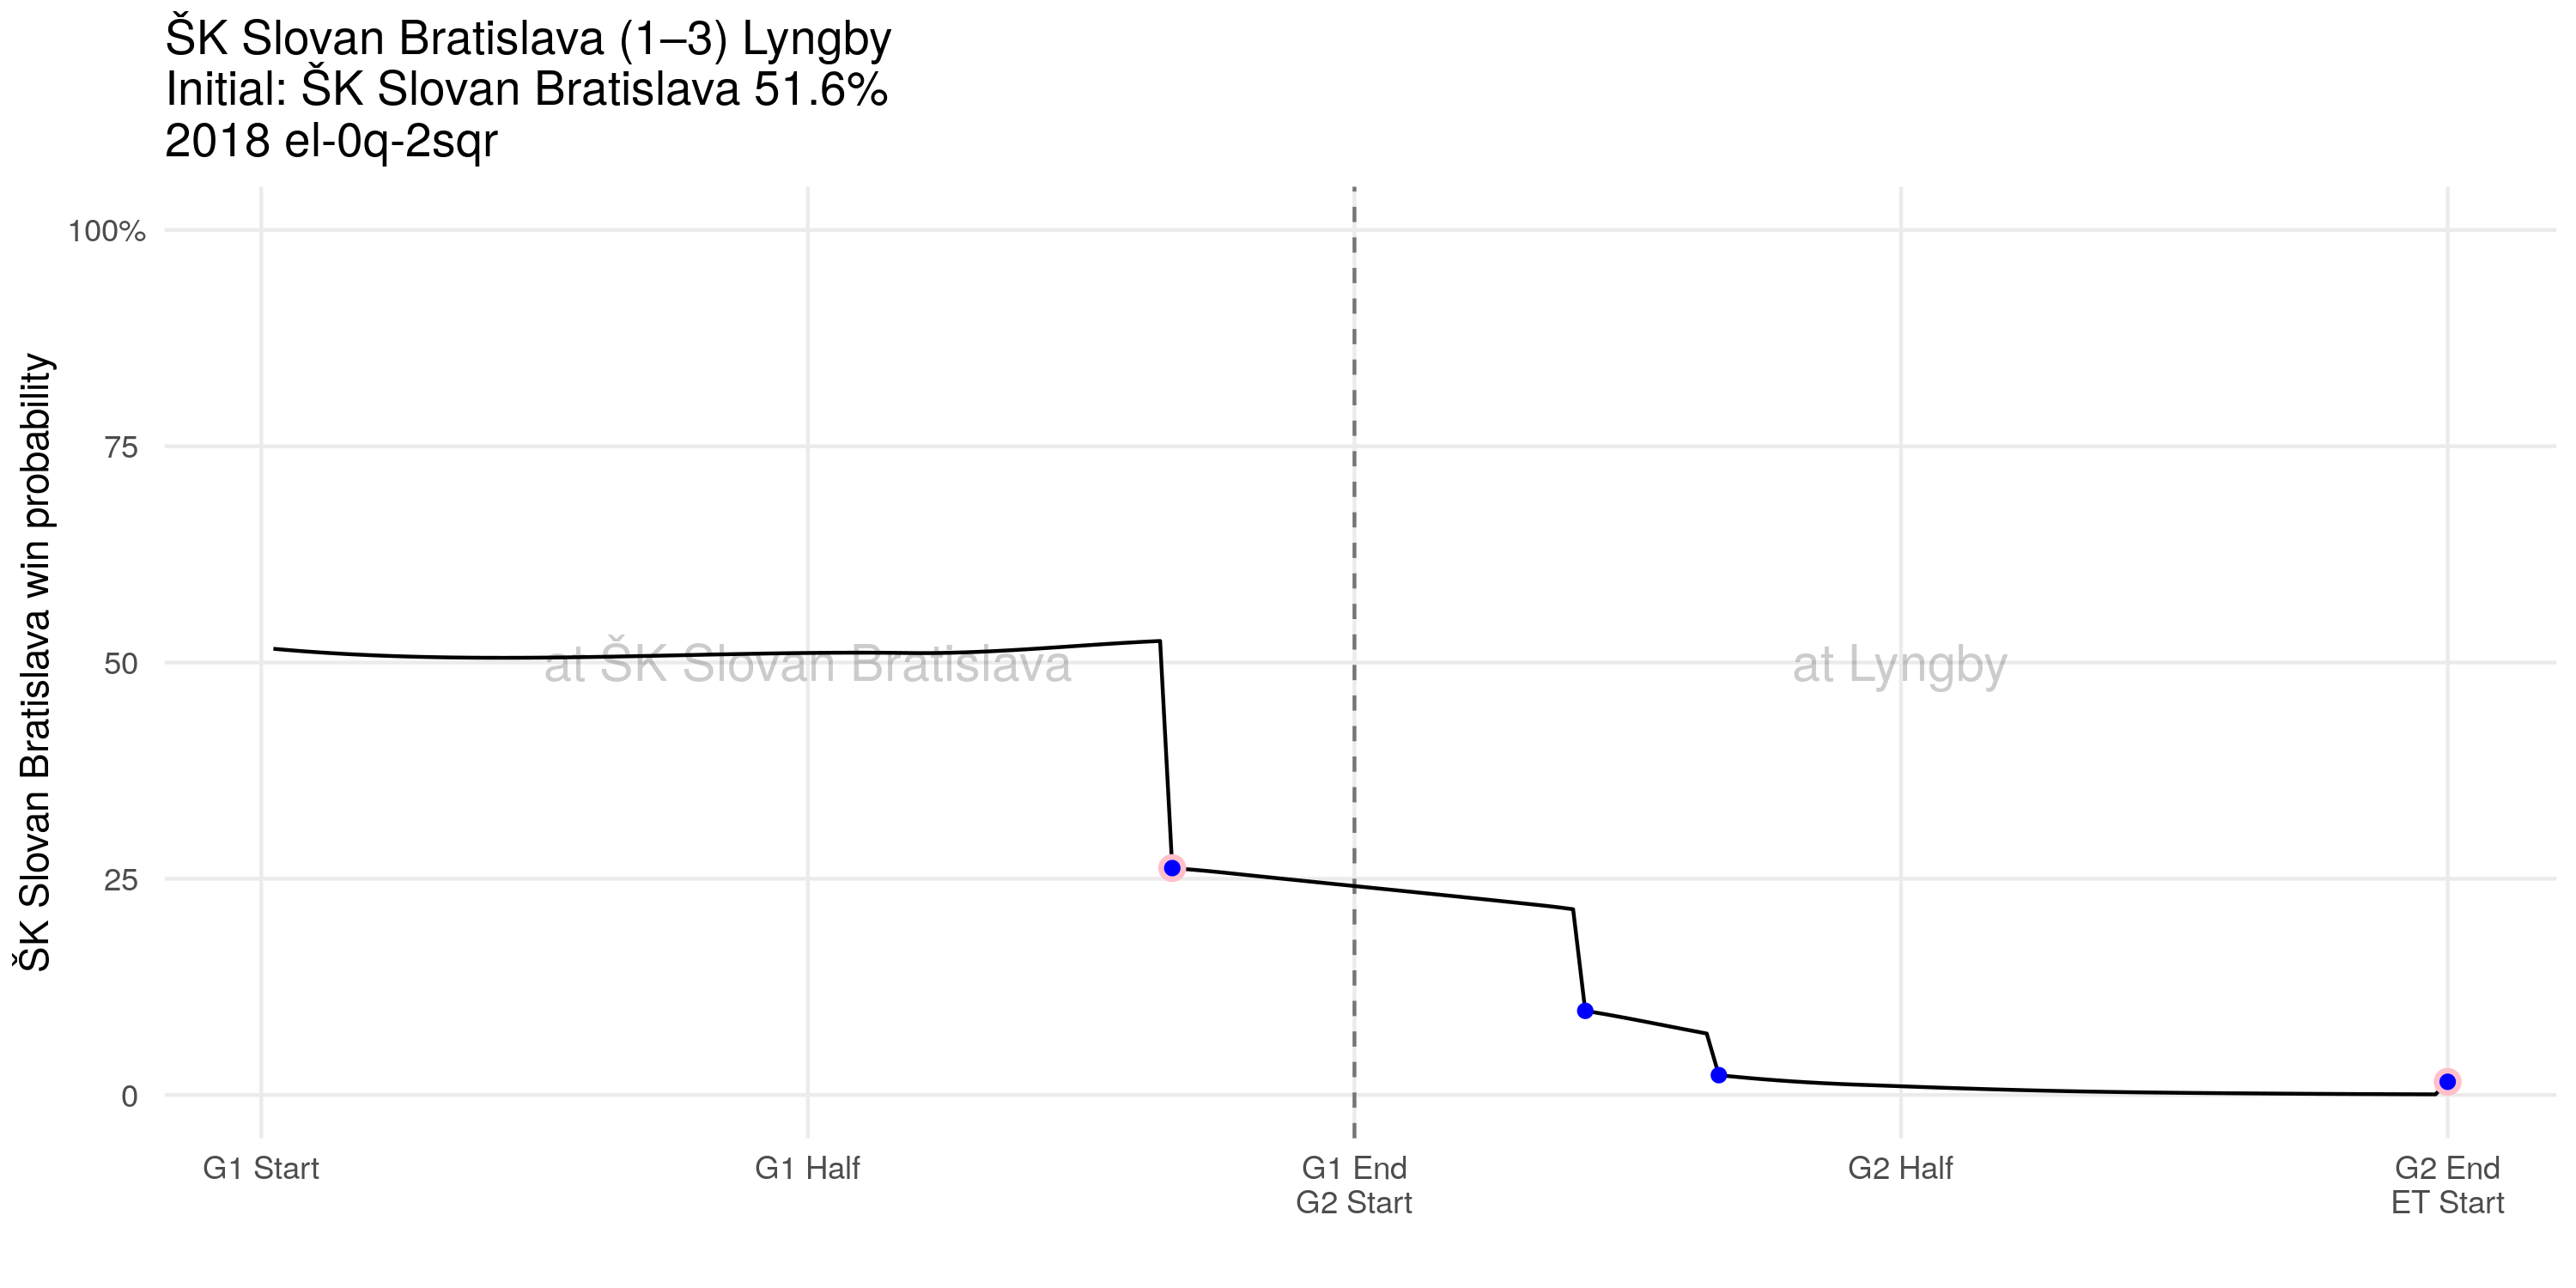 ŠK Slovan Bratislava (1–3) Lyngby
Initial: ŠK Slovan Bratislava 51.6%
2018 el-0q-2sqr
ŠK Slovan Bratislava win probability
100%
75
50
25
0
at ŠK Slovan Bratislava
at Lyngby
G1 Start
G1 Half
G1 End
G2 Start
G2 Half
G2 End
ET Start